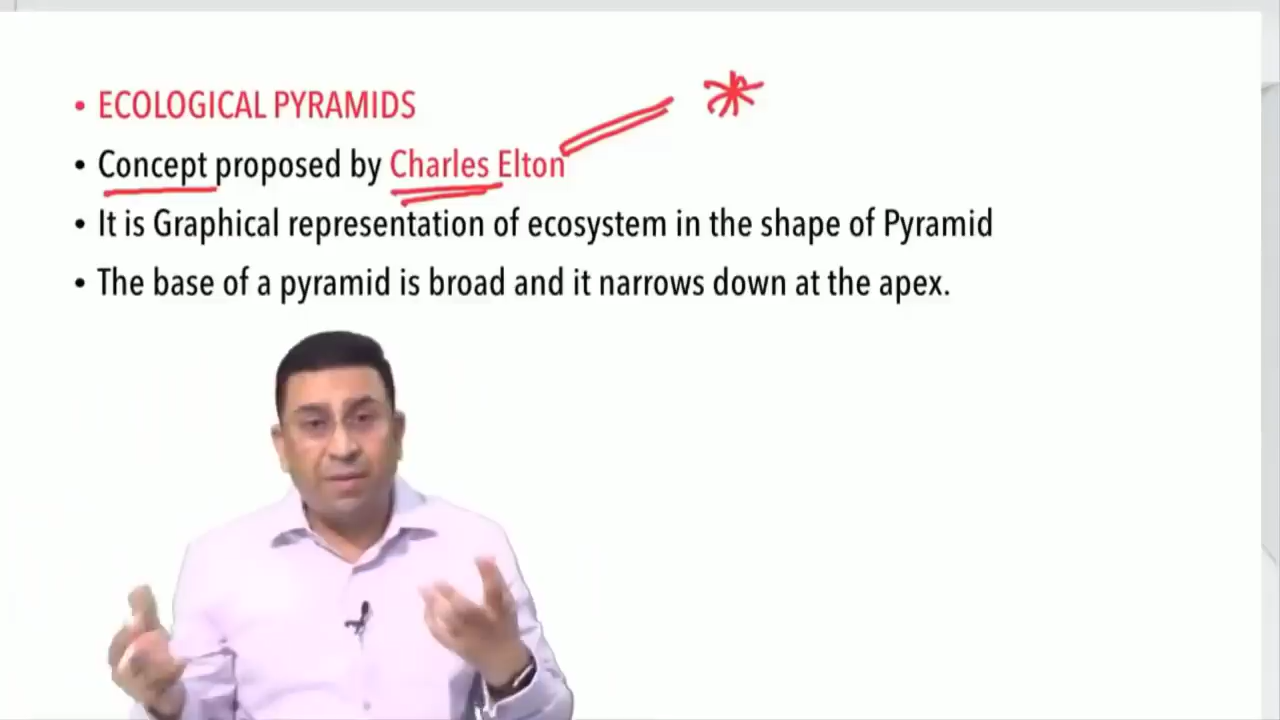 • ECOLOGICAL PYRAMIDS
• Concept proposed by Charles Elton
• It is Graphical representation of ecosystem in the shape of Pyramid
• The base of a pyramid is broad and it narrows down at the apex.